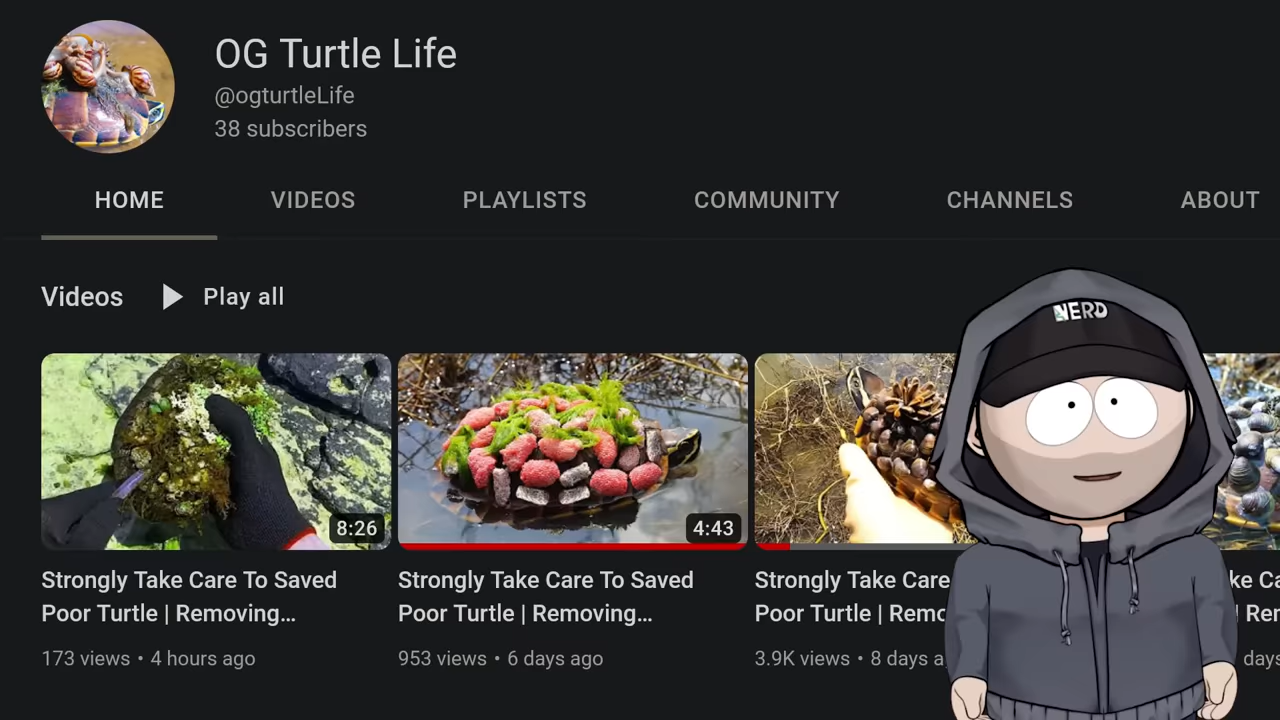 OG Turtle Life
@ogturtleLife
38 subscribers
HOME VIDEOS PLAYLISTS COMMUNITY CHANNELS ABOUT
Videos Play all
NERD
8:26
4:43
Strongly Take Care To Saved
Poor Turtle | Removing...
173 views • 4 hours ago
Strongly Take Care To Saved
Poor Turtle | Removing...
953 views • 6 days ago
Strongly Take Care
Poor Turtle | Remo
3.9K views • 8 days a
days